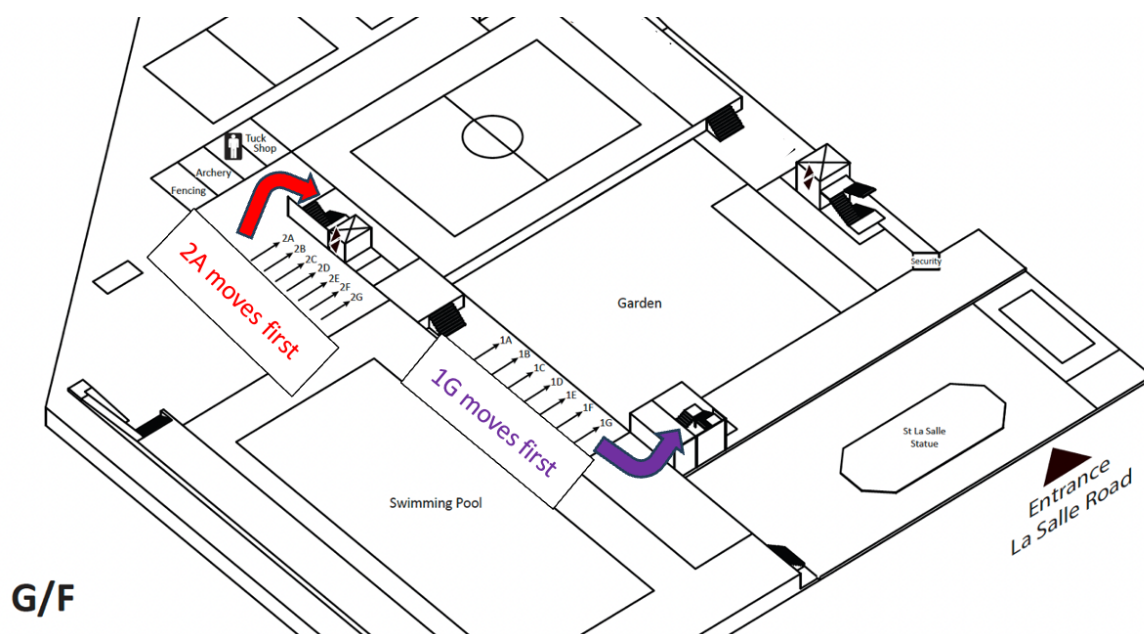 Tuck
Shop
Archery
Fencing
2A
2B
2C
2D
2E
2F
2G
2A moves first
Garden
Security
1A
1B
1C
1D
1E
1F
1G
1G moves first
St La Salle
Statue
Swimming Pool
Entrance
La Salle Road
G/F